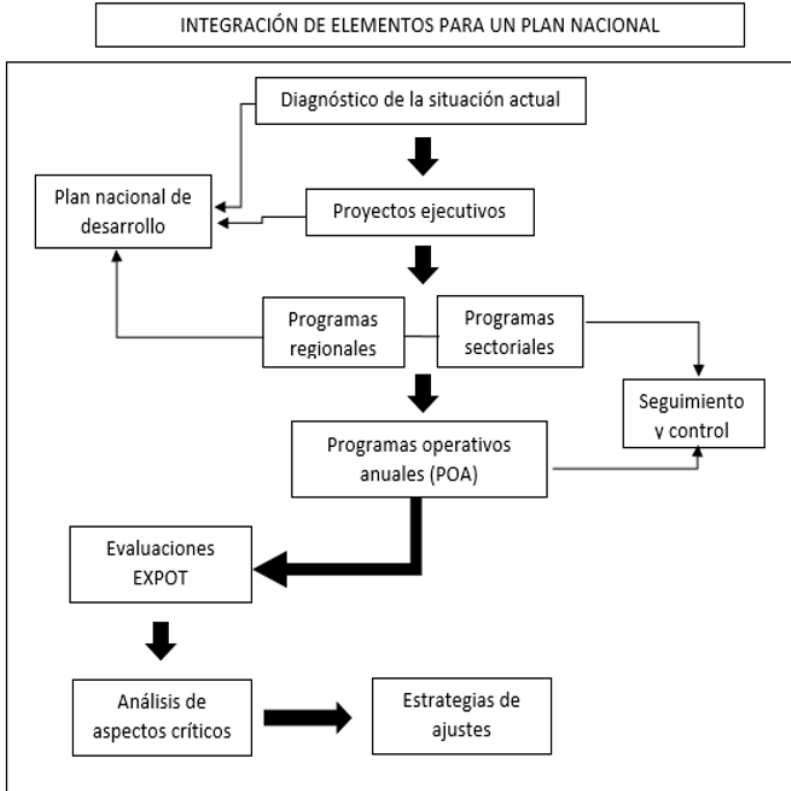 INTEGRACIÓN DE ELEMENTOS PARA UN PLAN NACIONAL
Diagnóstico de la situación actual
Plan nacional de
desarrollo
Proyectos ejecutivos
Programas
regionales
Programas
sectoriales
Seguimiento
y control
Programas operativos
anuales (POA)
Evaluaciones
EXPOT
Análisis de
aspectos críticos
Estrategias de
ajustes